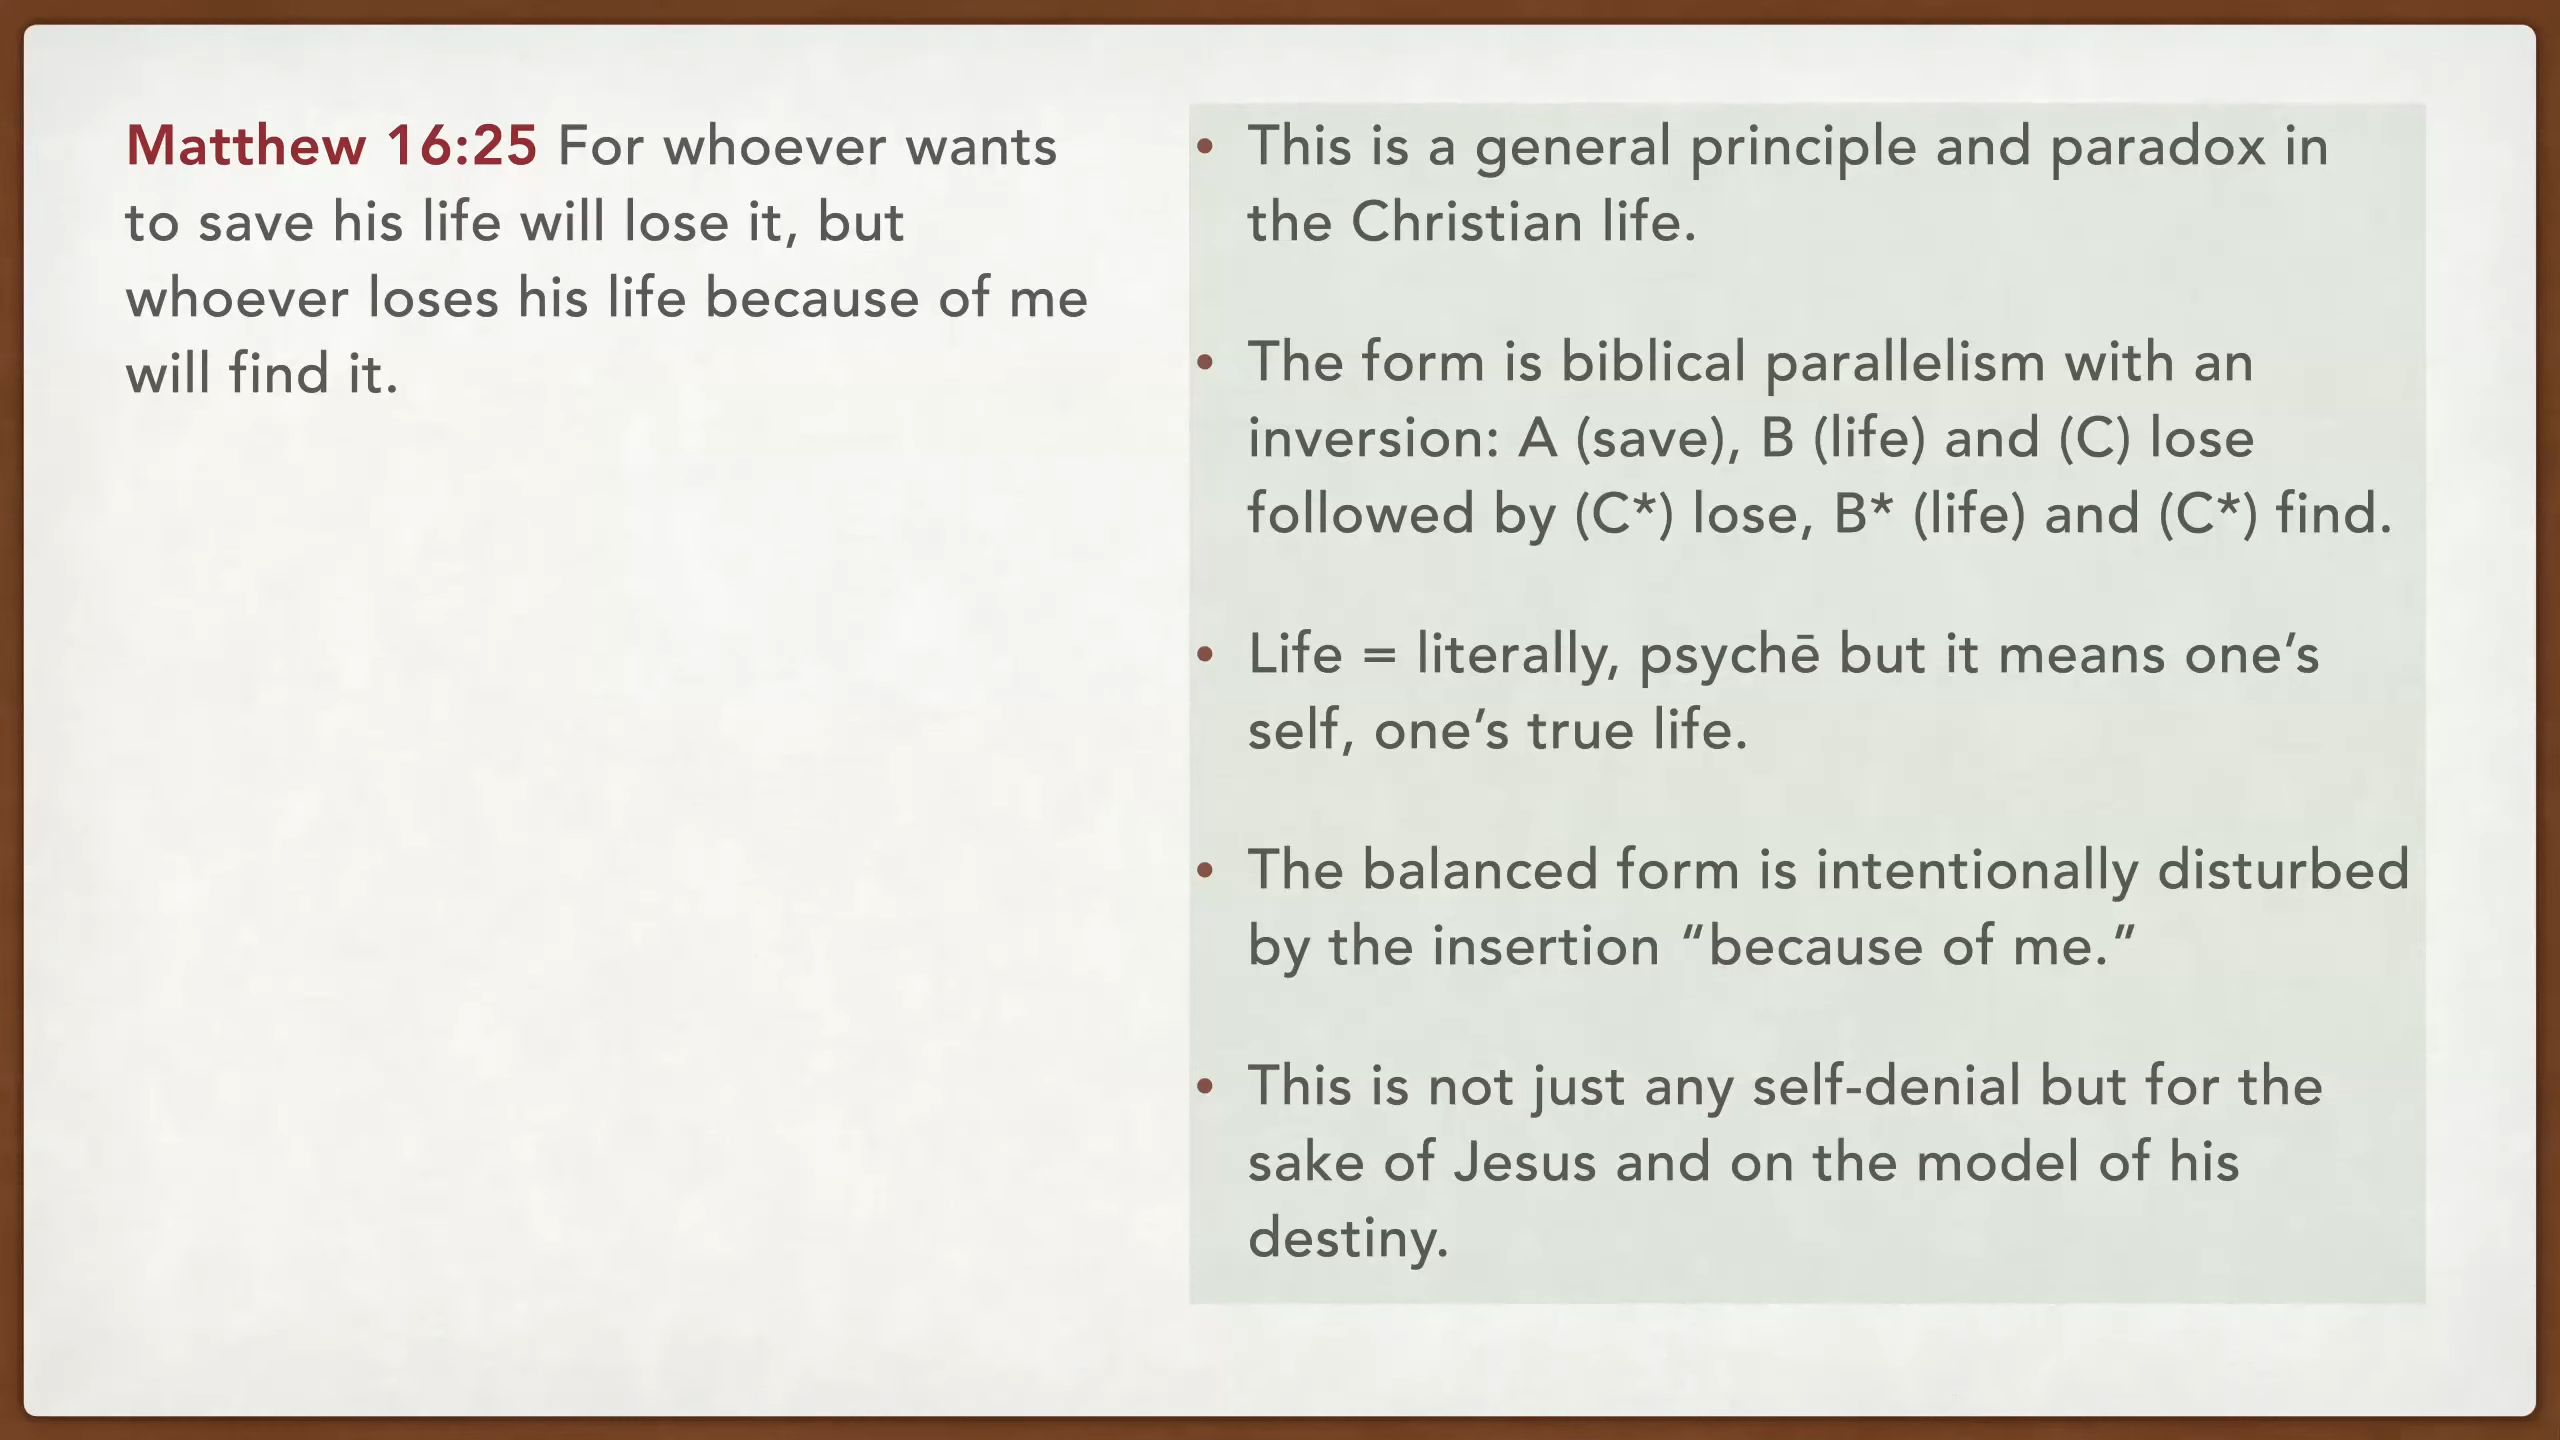 Matthew 16:25 For whoever wants
to save his life will lose it, but
whoever loses his life because of me
will find it.
• This is a general principle and paradox in
the Christian life.
• The form is biblical parallelism with an
inversion: A (save), B (life) and (C) lose
followed by (C*) lose, B* (life) and (C*) find.
• Life = literally, psychē but it means one’s
self, one’s true life.
• The balanced form is intentionally disturbed
by the insertion “because of me.”
• This is not just any self-denial but for the
sake of Jesus and on the model of his
destiny.